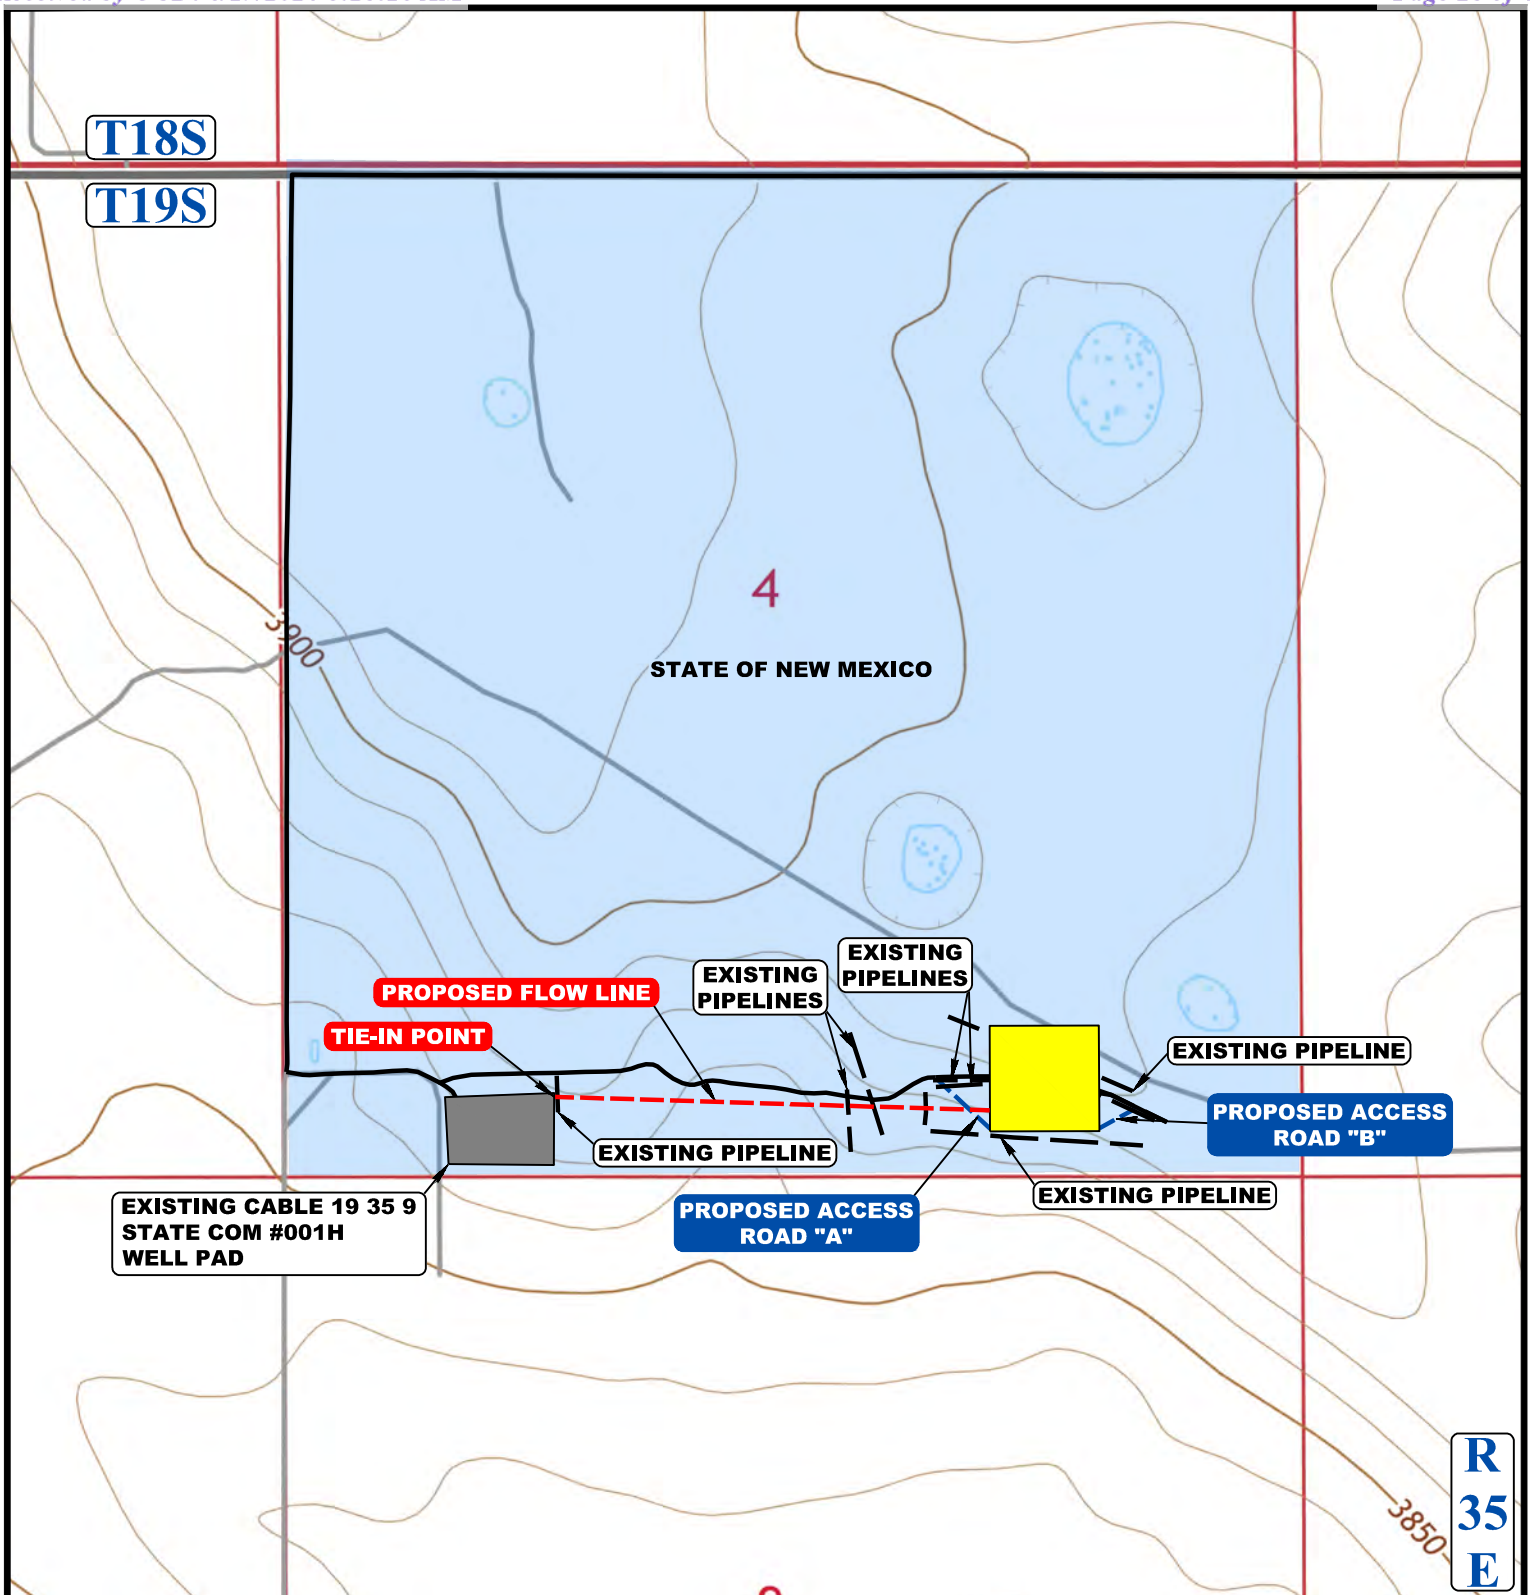 T18S
T19S
3900
4
STATE OF NEW MEXICO
EXISTING
PIPELINES
EXISTING
PIPELINES
PROPOSED FLOW LINE
TIE-IN POINT
EXISTING PIPELINE
PROPOSED ACCESS
ROAD "B"
EXISTING PIPELINE
EXISTING PIPELINE
EXISTING CABLE 19 35 9
STATE COM #001H
WELL PAD
PROPOSED ACCESS
ROAD "A"
R
35
E
3850